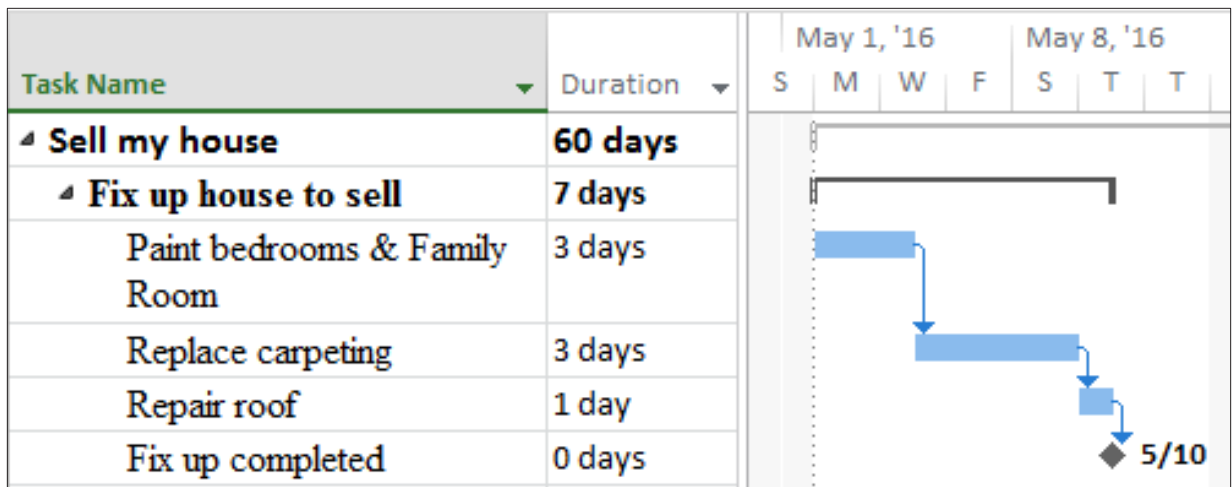 May 1, '16 May 8, '16
Task Name Duration S M W F S T T
Sell my house 60 days
Fix up house to sell 7 days
Paint bedrooms & Family 3 days
Room
Replace carpeting 3 days
Repair roof 1 day
Fix up completed 0 days 5/10